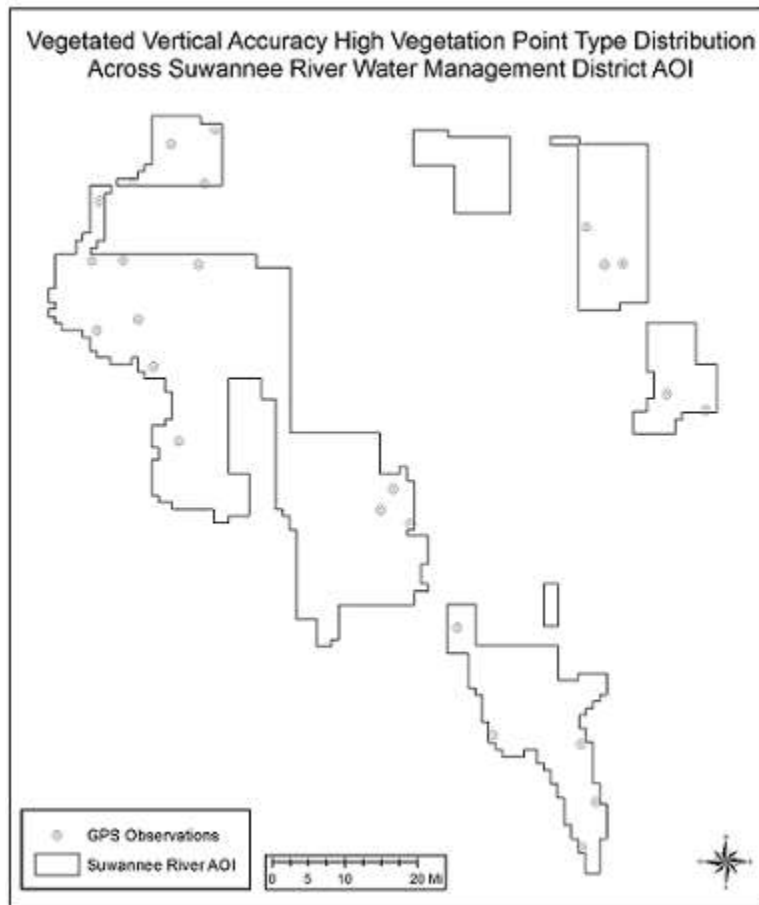 Vegetated Vertical Accuracy High Vegetation Point Type Distribution
Across Suwannee River Water Management District AOI
GPS Observations
Suwannee River AOI
0 5 10 20 Mi